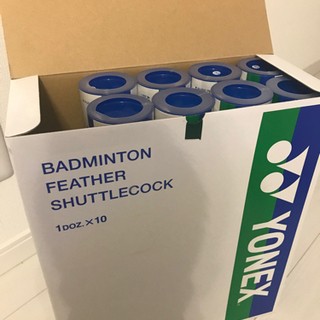 BADMINTON
FEATHER
SHUTTLECOCK
1DOZ.×10
YONEX